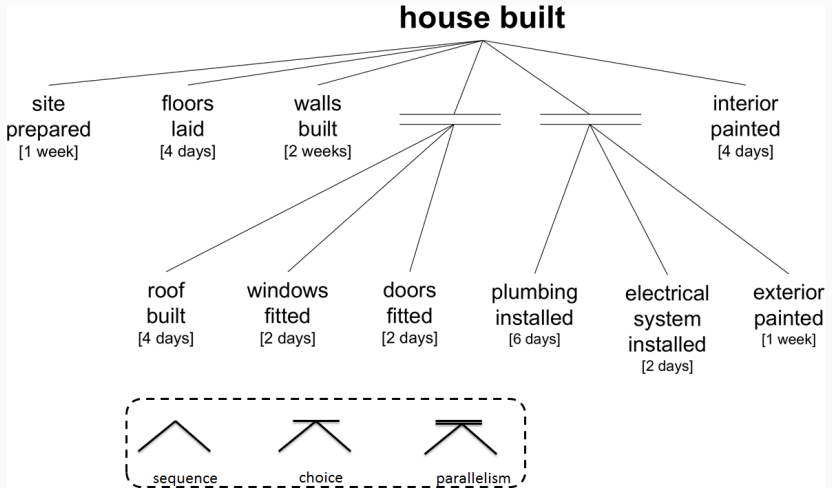 house built
site
prepared
[1 week]
floors
laid
[4 days]
walls
built
[2 weeks]
interior
painted
[4 days]
roof
built
[4 days]
windows
fitted
[2 days]
doors
fitted
[2 days]
plumbing
installed
[6 days]
electrical
system
installed
[2 days]
exterior
painted
[1 week]
sequence
choice
parallelism